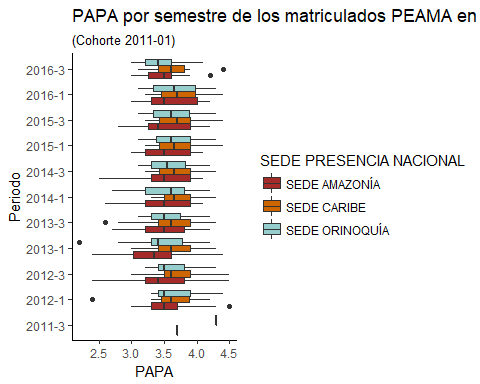 PAPA por semestre de los matriculados PEAMA en
(Cohorte 2011-01)
Periodo
2016-3
2016-1
2015-3
2015-1
2014-3
2014-1
2013-3
2013-1
2012-3
2012-1
2011-3
2.5 3.0 3.5 4.0 4.5
PAPA
SEDE PRESENCIA NACIONAL
SEDE AMAZONÍA
SEDE CARIBE
SEDE ORINOQUÍA